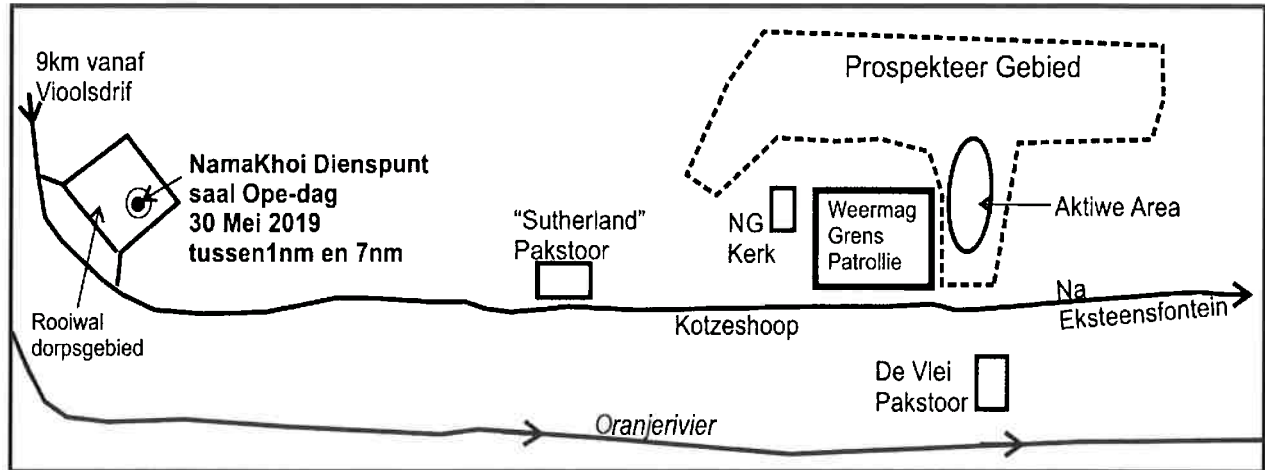 9km vanaf
Vioolsdrif
NamaKhoi Dienspunt
saal Ope-dag
30 Mei 2019
tussen1nm en 7nm
Rooiwal
dorpsgebied
"Sutherland"
Pakstoor
NG
Kerk
Weermag
Grens
Patrollie
Prospekteer Gebied
Aktiwe Area
Na
Eksteensfontein
Kotzeshoop
De Vlei
Pakstoor
Oranjerivier